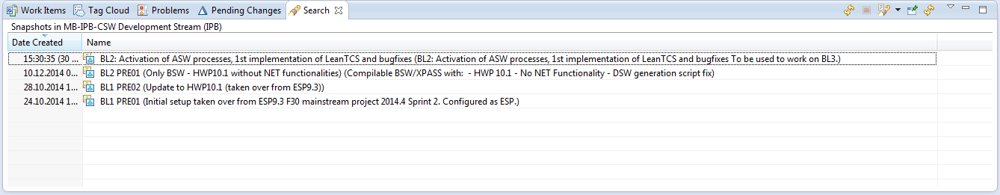 Work Items Tag Cloud Problems Pending Changes Search
Snapshots in MB-IPB-CSW Development Stream (IPB)
Date Created Name
15:30:35 (30 ... BL2: Activation of ASW processes, 1st implementation of LeanTCS and bugfixes (BL2: Activation of ASW processes, 1st implementation of LeanTCS and bugfixes To be used to work on BL3.)
10.12.2014 0... BL2 PRE01 (Only BSW - HWP10.1 without NET functionalities) (Compilable BSW/XPASS with:  - HWP 10.1 - No NET Functionality - DSW generation script fix)
28.10.2014 1... BL1 PRE02 (Update to HWP10.1 (taken over from ESP9.3))
24.10.2014 1... BL1 PRE01 (Initial setup taken over from ESP9.3 F30 mainstream project 2014.4 Sprint 2. Configured as ESP.)